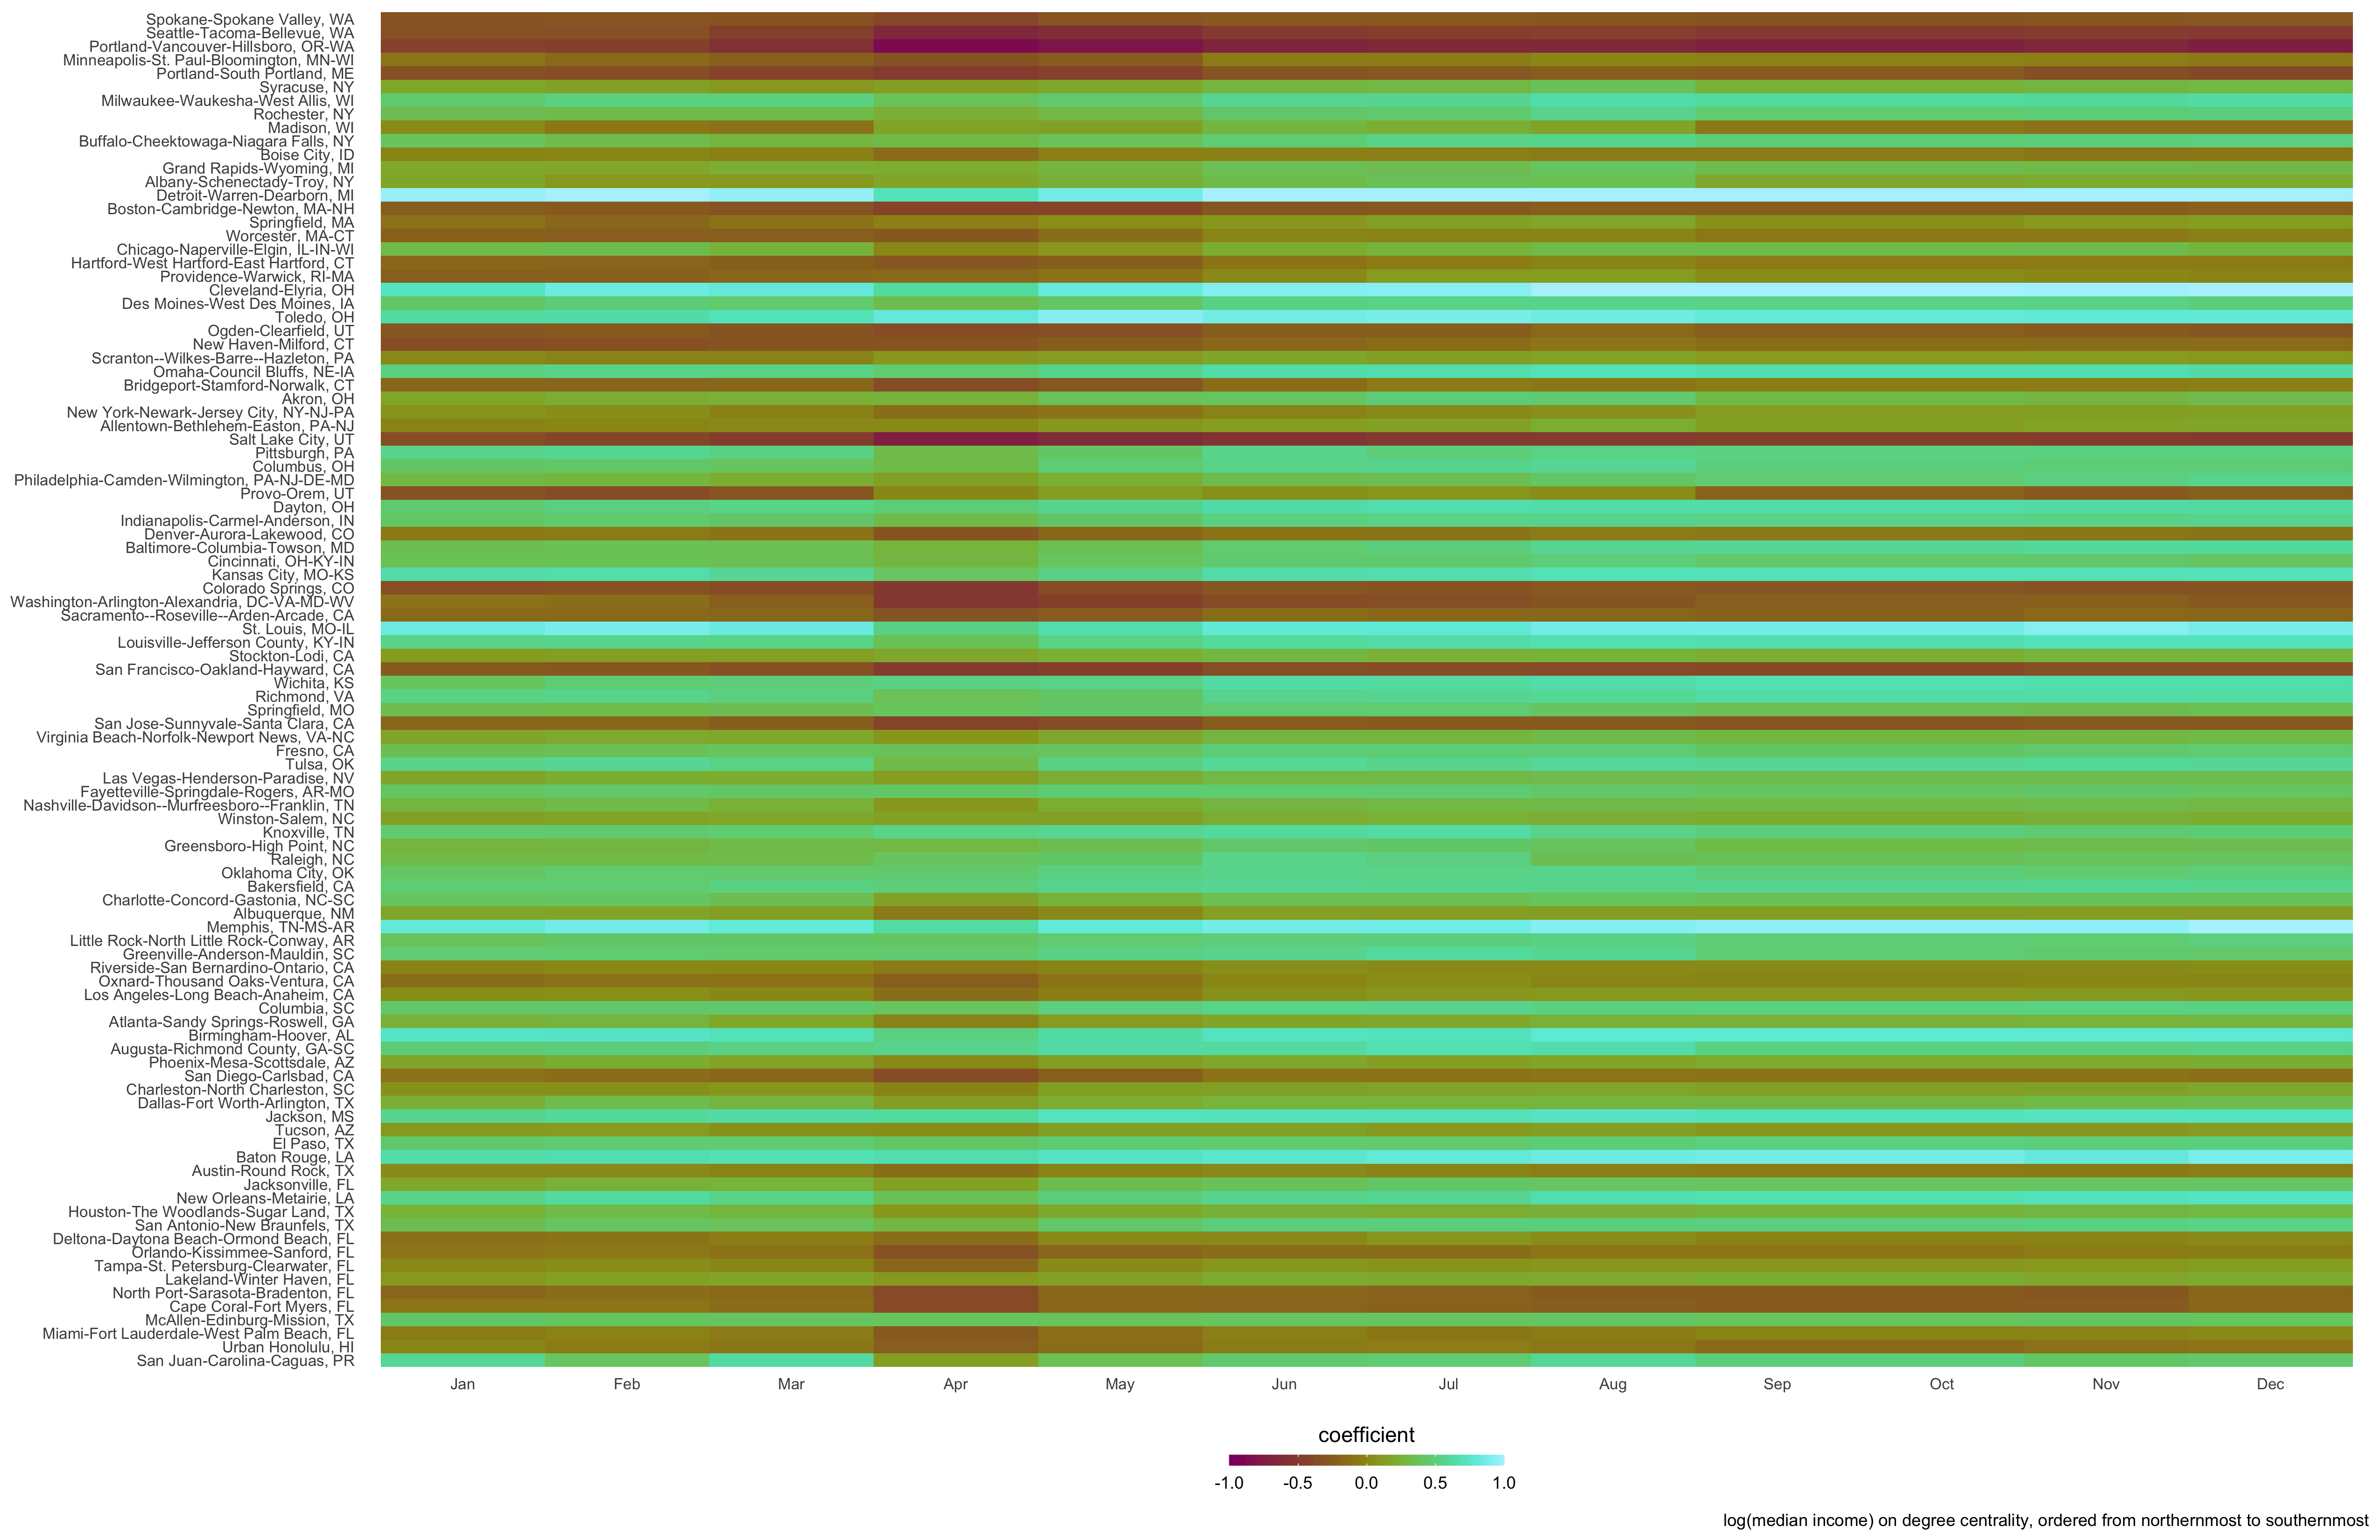 Spokane-Spokane Valley, WA
Seattle-Tacoma-Bellevue, WA
Portland-Vancouver-Hillsboro, OR-WA
Minneapolis-St. Paul-Bloomington, MN-WI
Portland-South Portland, ME
Syracuse, NY
Milwaukee-Waukesha-West Allis, WI
Rochester, NY
Madison, WI
Buffalo-Cheektowaga-Niagara Falls, NY
Boise City, ID
Grand Rapids-Wyoming, MI
Albany-Schenectady-Troy, NY
Detroit-Warren-Dearborn, MI
Boston-Cambridge-Newton, MA-NH
Springfield, MA
Worcester, MA-CT
Chicago-Naperville-Elgin, IL-IN-WI
Hartford-West Hartford-East Hartford, CT
Providence-Warwick, RI-MA
Cleveland-Elyria, OH
Des Moines-West Des Moines, IA
Toledo, OH
Ogden-Clearfield, UT
New Haven-Milford, CT
Scranton--Wilkes-Barre--Hazleton, PA
Omaha-Council Bluffs, NE-IA
Bridgeport-Stamford-Norwalk, CT
Akron, OH
New York-Newark-Jersey City, NY-NJ-PA
Allentown-Bethlehem-Easton, PA-NJ
Salt Lake City, UT
Pittsburgh, PA
Columbus, OH
Philadelphia-Camden-Wilmington, PA-NJ-DE-MD
Provo-Orem, UT
Dayton, OH
Indianapolis-Carmel-Anderson, IN
Denver-Aurora-Lakewood, CO
Baltimore-Columbia-Towson, MD
Cincinnati, OH-KY-IN
Kansas City, MO-KS
Colorado Springs, CO
Washington-Arlington-Alexandria, DC-VA-MD-WV
Sacramento--Roseville--Arden-Arcade, CA
St. Louis, MO-IL
Louisville-Jefferson County, KY-IN
Stockton-Lodi, CA
San Francisco-Oakland-Hayward, CA
Wichita, KS
Richmond, VA
Springfield, MO
San Jose-Sunnyvale-Santa Clara, CA
Virginia Beach-Norfolk-Newport News, VA-NC
Fresno, CA
Tulsa, OK
Las Vegas-Henderson-Paradise, NV
Fayetteville-Springdale-Rogers, AR-MO
Nashville-Davidson--Murfreesboro--Franklin, TN
Winston-Salem, NC
Knoxville, TN
Greensboro-High Point, NC
Raleigh, NC
Oklahoma City, OK
Bakersfield, CA
Charlotte-Concord-Gastonia, NC-SC
Albuquerque, NM
Memphis, TN-MS-AR
Little Rock-North Little Rock-Conway, AR
Greenville-Anderson-Mauldin, SC
Riverside-San Bernardino-Ontario, CA
Oxnard-Thousand Oaks-Ventura, CA
Los Angeles-Long Beach-Anaheim, CA
Columbia, SC
Atlanta-Sandy Springs-Roswell, GA
Birmingham-Hoover, AL
Augusta-Richmond County, GA-SC
Phoenix-Mesa-Scottsdale, AZ
San Diego-Carlsbad, CA
Charleston-North Charleston, SC
Dallas-Fort Worth-Arlington, TX
Jackson, MS
Tucson, AZ
El Paso, TX
Baton Rouge, LA
Austin-Round Rock, TX
Jacksonville, FL
New Orleans-Metairie, LA
Houston-The Woodlands-Sugar Land, TX
San Antonio-New Braunfels, TX
Deltona-Daytona Beach-Ormond Beach, FL
Orlando-Kissimmee-Sanford, FL
Tampa-St. Petersburg-Clearwater, FL
Lakeland-Winter Haven, FL
North Port-Sarasota-Bradenton, FL
Cape Coral-Fort Myers, FL
McAllen-Edinburg-Mission, TX
Miami-Fort Lauderdale-West Palm Beach, FL
Urban Honolulu, HI
San Juan-Carolina-Caguas, PR
Jan Feb Mar Apr May Jun Jul Aug Sep Oct Nov Dec
coefficient
-1.0 -0.5 0.0 0.5 1.0
log(median income) on degree centrality, ordered from northernmost to southernmost